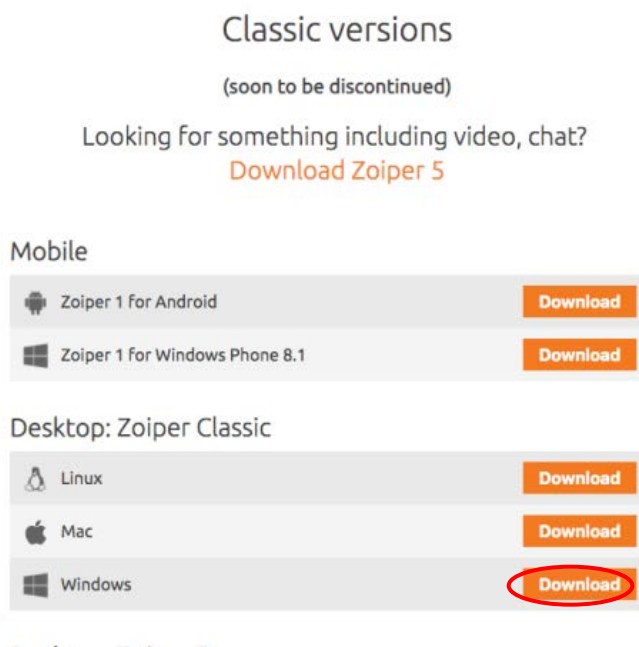 Classic versions
(soon to be discontinued)
Looking for something including video, chat?
Download Zoiper 5
Mobile
Zoiper 1 for Android Download
Zoiper 1 for Windows Phone 8.1 Download
Desktop: Zoiper Classic
Linux Download
Mac Download
Windows Download